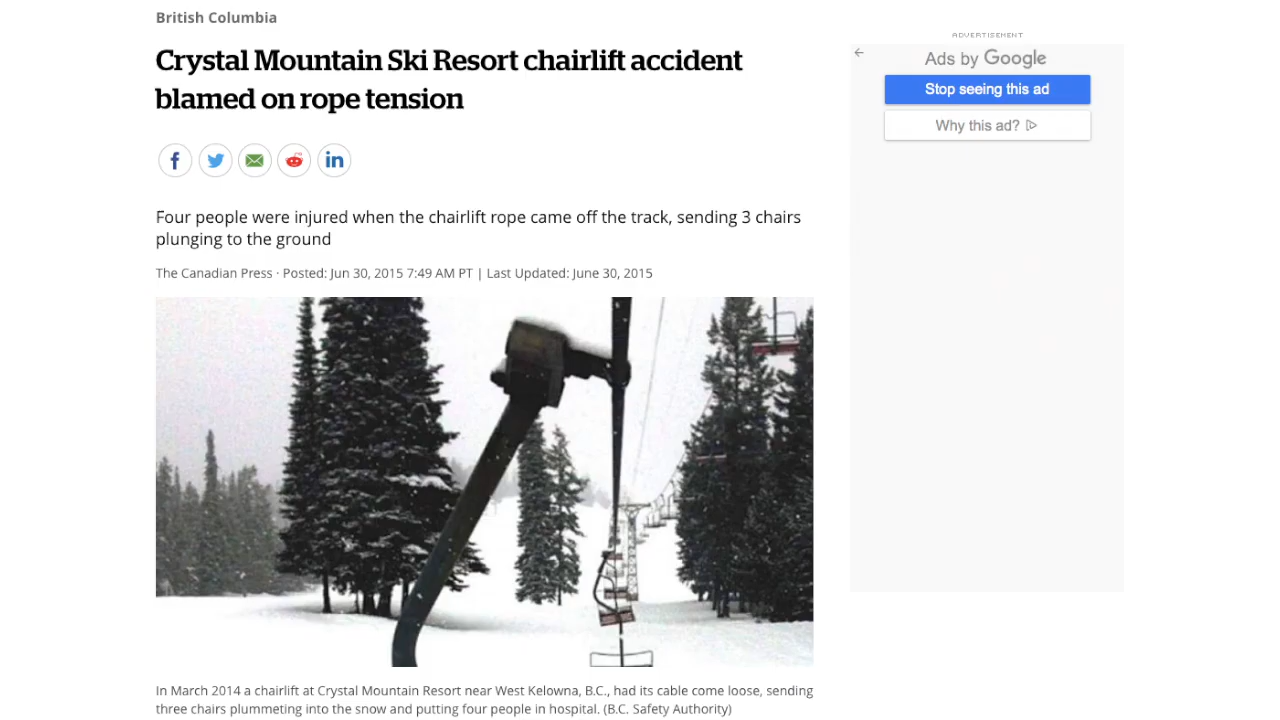 British Columbia
Crystal Mountain Ski Resort chairlift accident
blamed on rope tension
Four people were injured when the chairlift rope came off the track, sending 3 chairs
plunging to the ground
The Canadian Press · Posted: Jun 30, 2015 7:49 AM PT | Last Updated: June 30, 2015
In March 2014 a chairlift at Crystal Mountain Resort near West Kelowna, B.C., had its cable come loose, sending
three chairs plummeting into the snow and putting four people in hospital. (B.C. Safety Authority)
ADVERTISEMENT
Ads by Google
Stop seeing this ad
Why this ad?